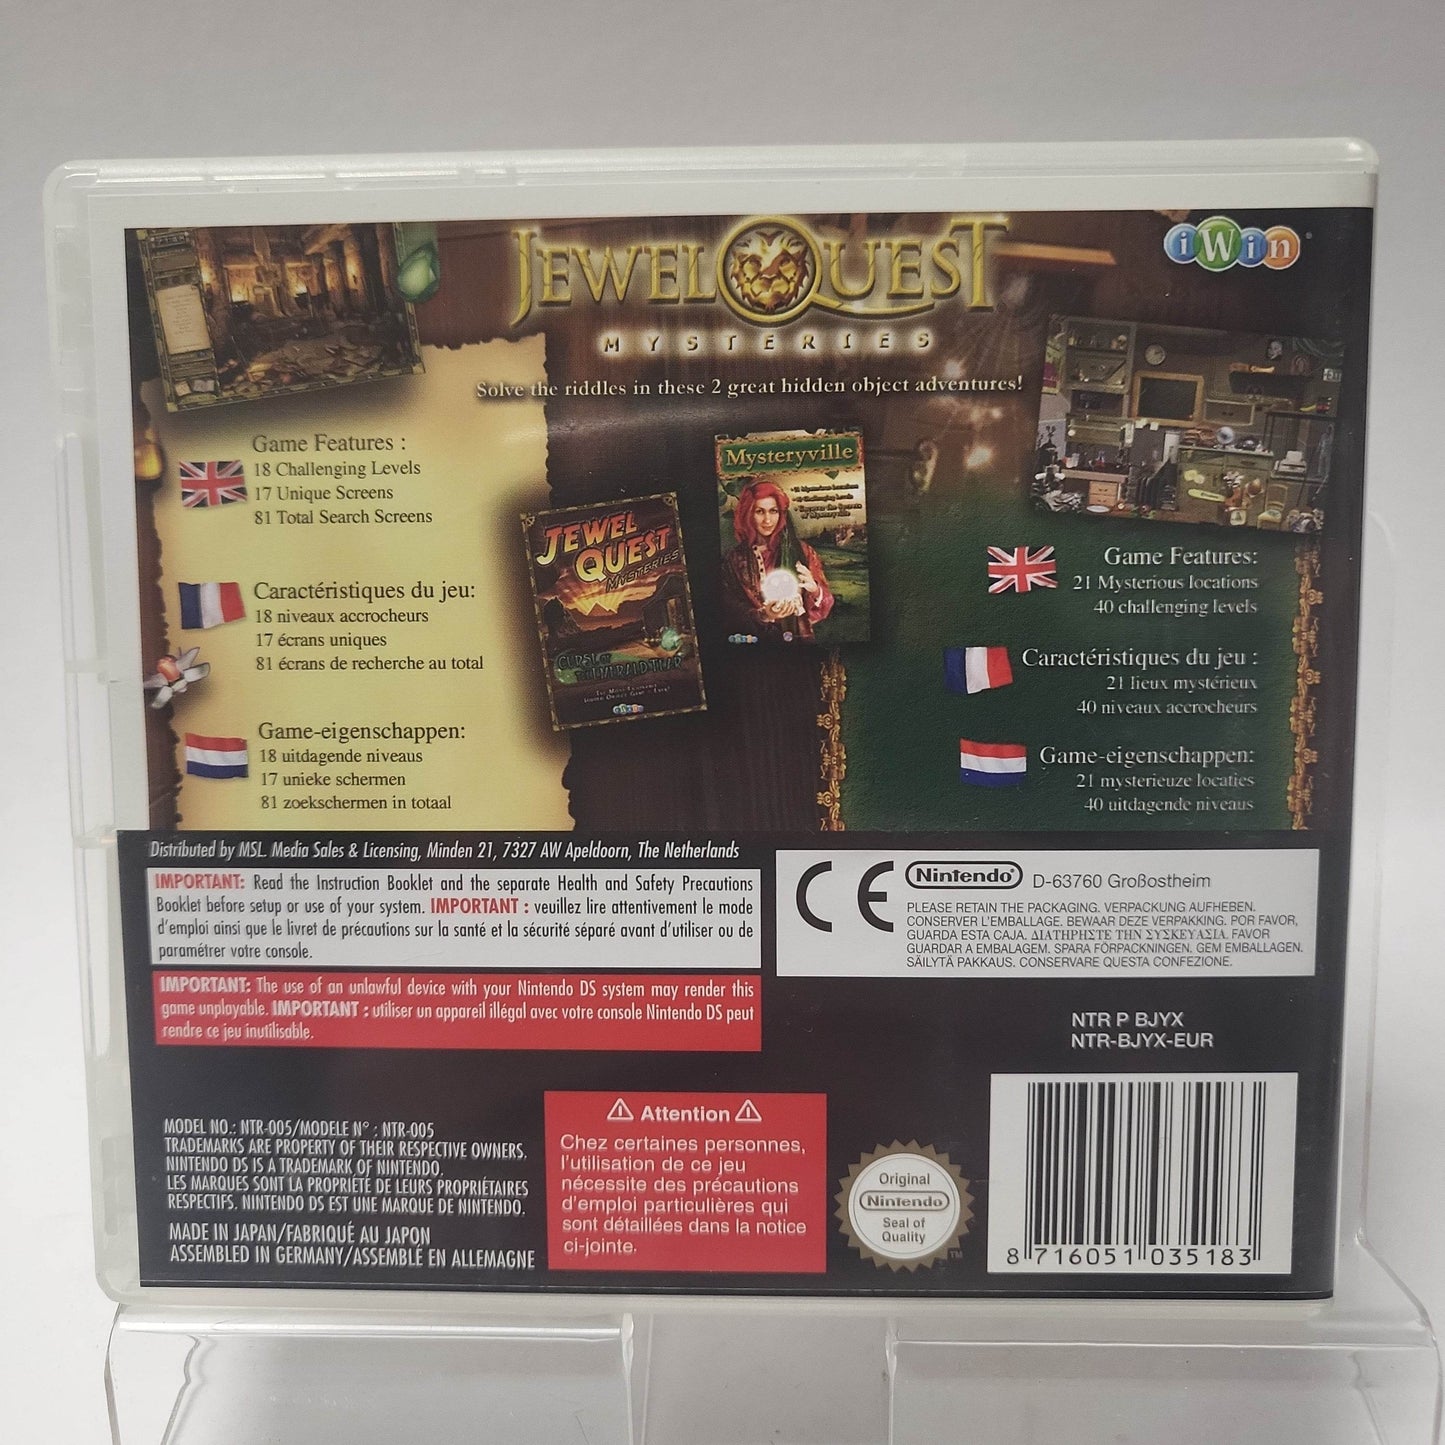 JEWEL QUEST
MYSTERIES
iWin
Solve the riddles in these 2 great hidden object adventures!
Game Features :
18 Challenging Levels
17 Unique Screens
81 Total Search Screens
Caractéristiques du jeu:
18 niveaux accrocheurs
17 écrans uniques
81 écrans de recherche au total
Game-eigenschappen:
18 uitdagende niveaus
17 unieke schermen
81 zoekschermen in totaal
JEWEL
QUEST
MYSTERIES
CURSE OF
THE EMERALD TEAR
iWin
Mysteryville
Game Features:
21 Mysterious locations
40 challenging levels
Caractéristiques du jeu :
21 lieux mystérieux
40 niveaux accrocheurs
Game-eigenschappen:
21 mysterieuze locaties
40 uitdagende niveaus
Distributed by MSL. Media Sales & Licensing, Minden 21, 7327 AW Apeldoorn, The Netherlands
IMPORTANT: Read the Instruction Booklet and the separate Health and Safety Precautions
Booklet before setup or use of your system. IMPORTANT : veuillez lire attentivement le mode
d'emploi ainsi que le livret de précautions sur la santé et la sécurité séparé avant d'utiliser ou de
paramétrer votre console.
IMPORTANT: The use of an unlawful device with your Nintendo DS system may render this
game unplayable. IMPORTANT : utiliser un appareil illégal avec votre console Nintendo DS peut
rendre ce jeu inutilisable.
CE Nintendo® D-63760 Großostheim
PLEASE RETAIN THE PACKAGING. VERPACKUNG AUFHEBEN.
CONSERVER L'EMBALLAGE. BEWAAR DEZE VERPAKKING. POR FAVOR,
GUARDA ESTA CAJA. ΔΙΑΤΗΡΗΣΤΕ ΤΗΝ ΣΥΣΚΕΥΑΣΙΑ. FAVOR
GUARDAR A EMBALAGEM. SPARA FÖRPACKNINGEN. GEM EMBALLAGEN.
SÄILYTÄ PAKKAUS. CONSERVARE QUESTA CONFEZIONE.
NTR P BJYX
NTR-BJYX-EUR
MODEL NO.: NTR-005/MODELE N° : NTR-005
TRADEMARKS ARE PROPERTY OF THEIR RESPECTIVE OWNERS.
NINTENDO DS IS A TRADEMARK OF NINTENDO.
LES MARQUES SONT LA PROPRIÉTÉ DE LEURS PROPRIÉTAIRES
RESPECTIFS. NINTENDO DS EST UNE MARQUE DE NINTENDO.
MADE IN JAPAN/FABRIQUÉ AU JAPON
ASSEMBLED IN GERMANY/ASSEMBLÉ EN ALLEMAGNE
⚠ Attention ⚠
Chez certaines personnes,
l'utilisation de ce jeu
nécessite des précautions
d'emploi particulières qui
sont détaillées dans la notice
ci-jointe.
Original
Nintendo
Seal of
Quality
TM
8 716051 035183